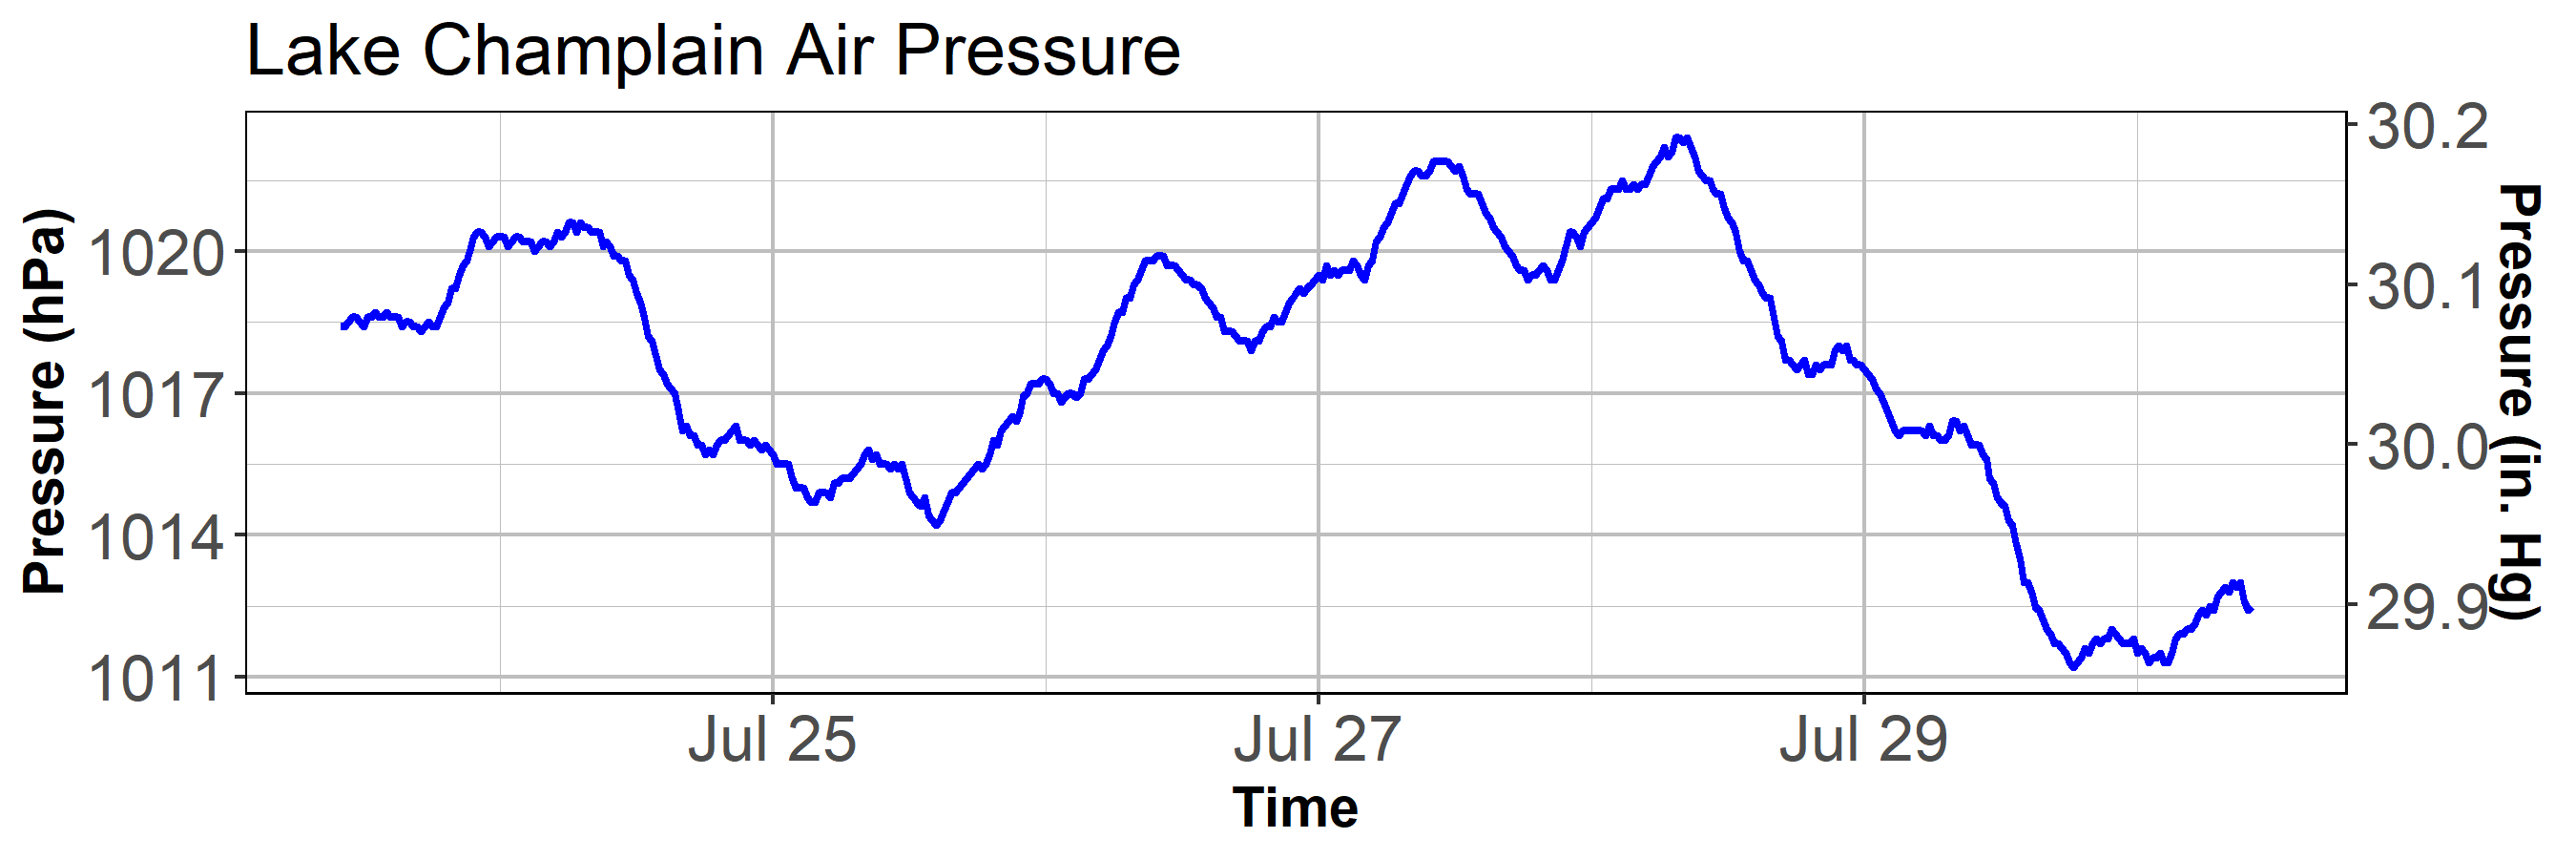 Lake Champlain Air Pressure
Pressure (hPa)
1020
1017
1014
1011
30.2
30.1
30.0
29.9
Pressure (in. Hg)
Jul 25
Jul 27
Jul 29
Time